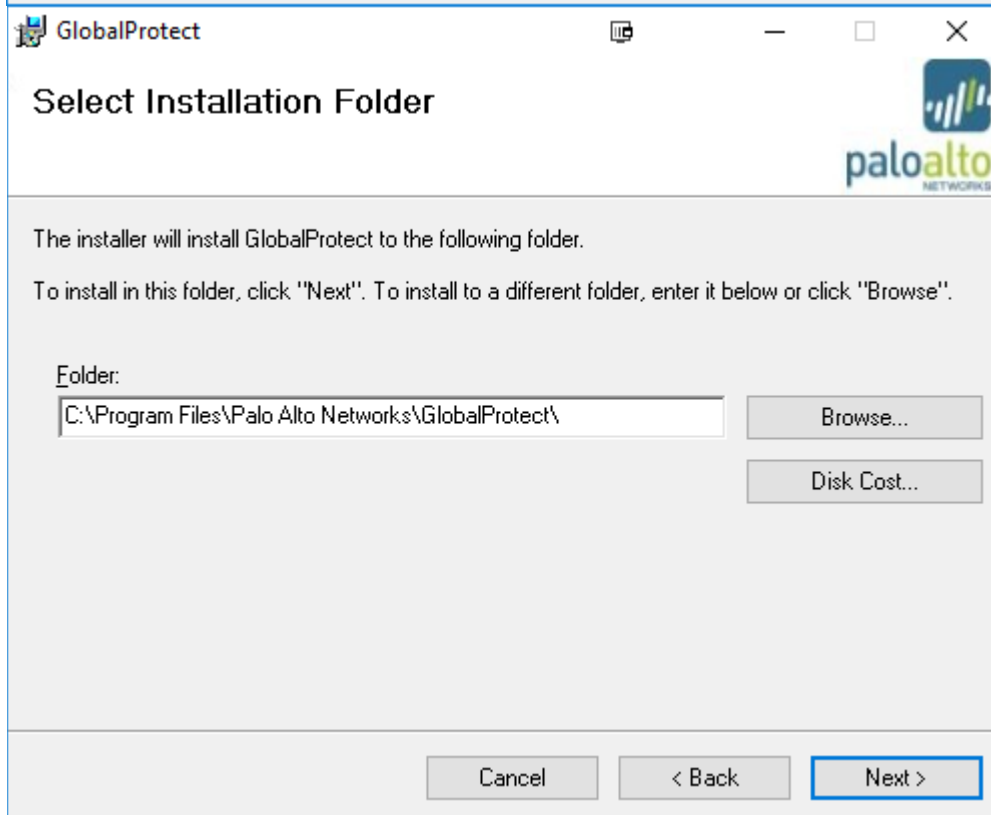 GlobalProtect
Select Installation Folder
paloalto
NETWORKS
The installer will install GlobalProtect to the following folder.
To install in this folder, click "Next". To install to a different folder, enter it below or click "Browse".
Folder:
C:\Program Files\Palo Alto Networks\GlobalProtect\
Browse...
Disk Cost...
Cancel
< Back
Next >